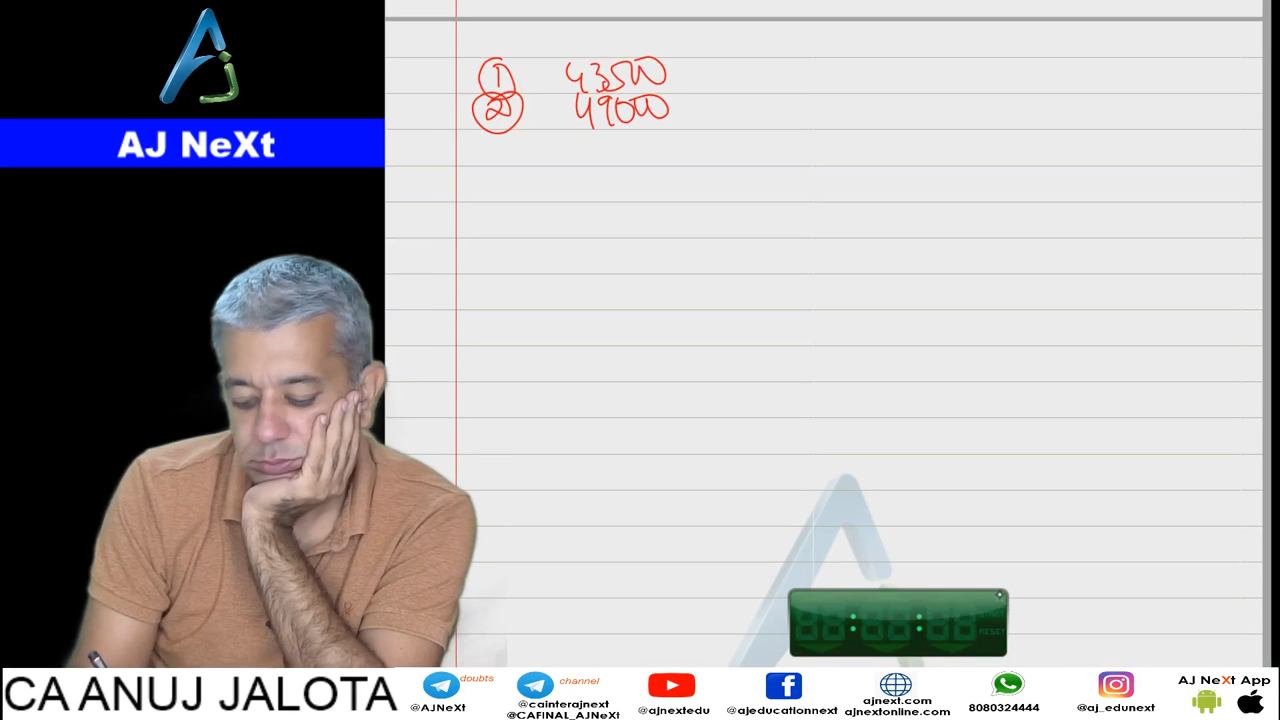 AJ NeXt
① 43500
② 49000
CA ANUJ JALOTA
doubts
@AJNeXt
channel
@cainterajnext
@CAFINAL_AJNeXt
@ajnextedu
@ajeducationnext
ajnext.com
ajnextonline.com
8080324444
@aj_edunext
AJ NeXt App
RESET